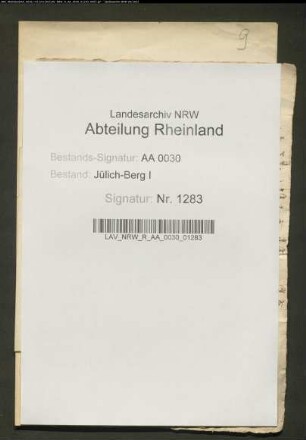 9
Landesarchiv NRW
Abteilung Rheinland
Bestands-Signatur: AA 0030
Bestand: Jülich-Berg I
Signatur: Nr. 1283
LAV_NRW_R_AA_0030_01283